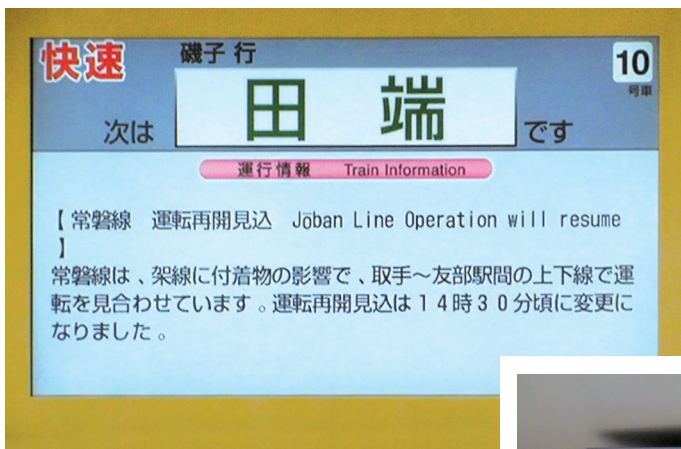 快速
磯子 行
10
号車
次は 田端 です
運行情報 Train Information
【常磐線 運転再開見込 Jōban Line Operation will resume
】
常磐線は、架線に付着物の影響で、取手～友部駅間の上下線で運
転を見合わせています。運転再開見込は14時30分頃に変更に
なりました。